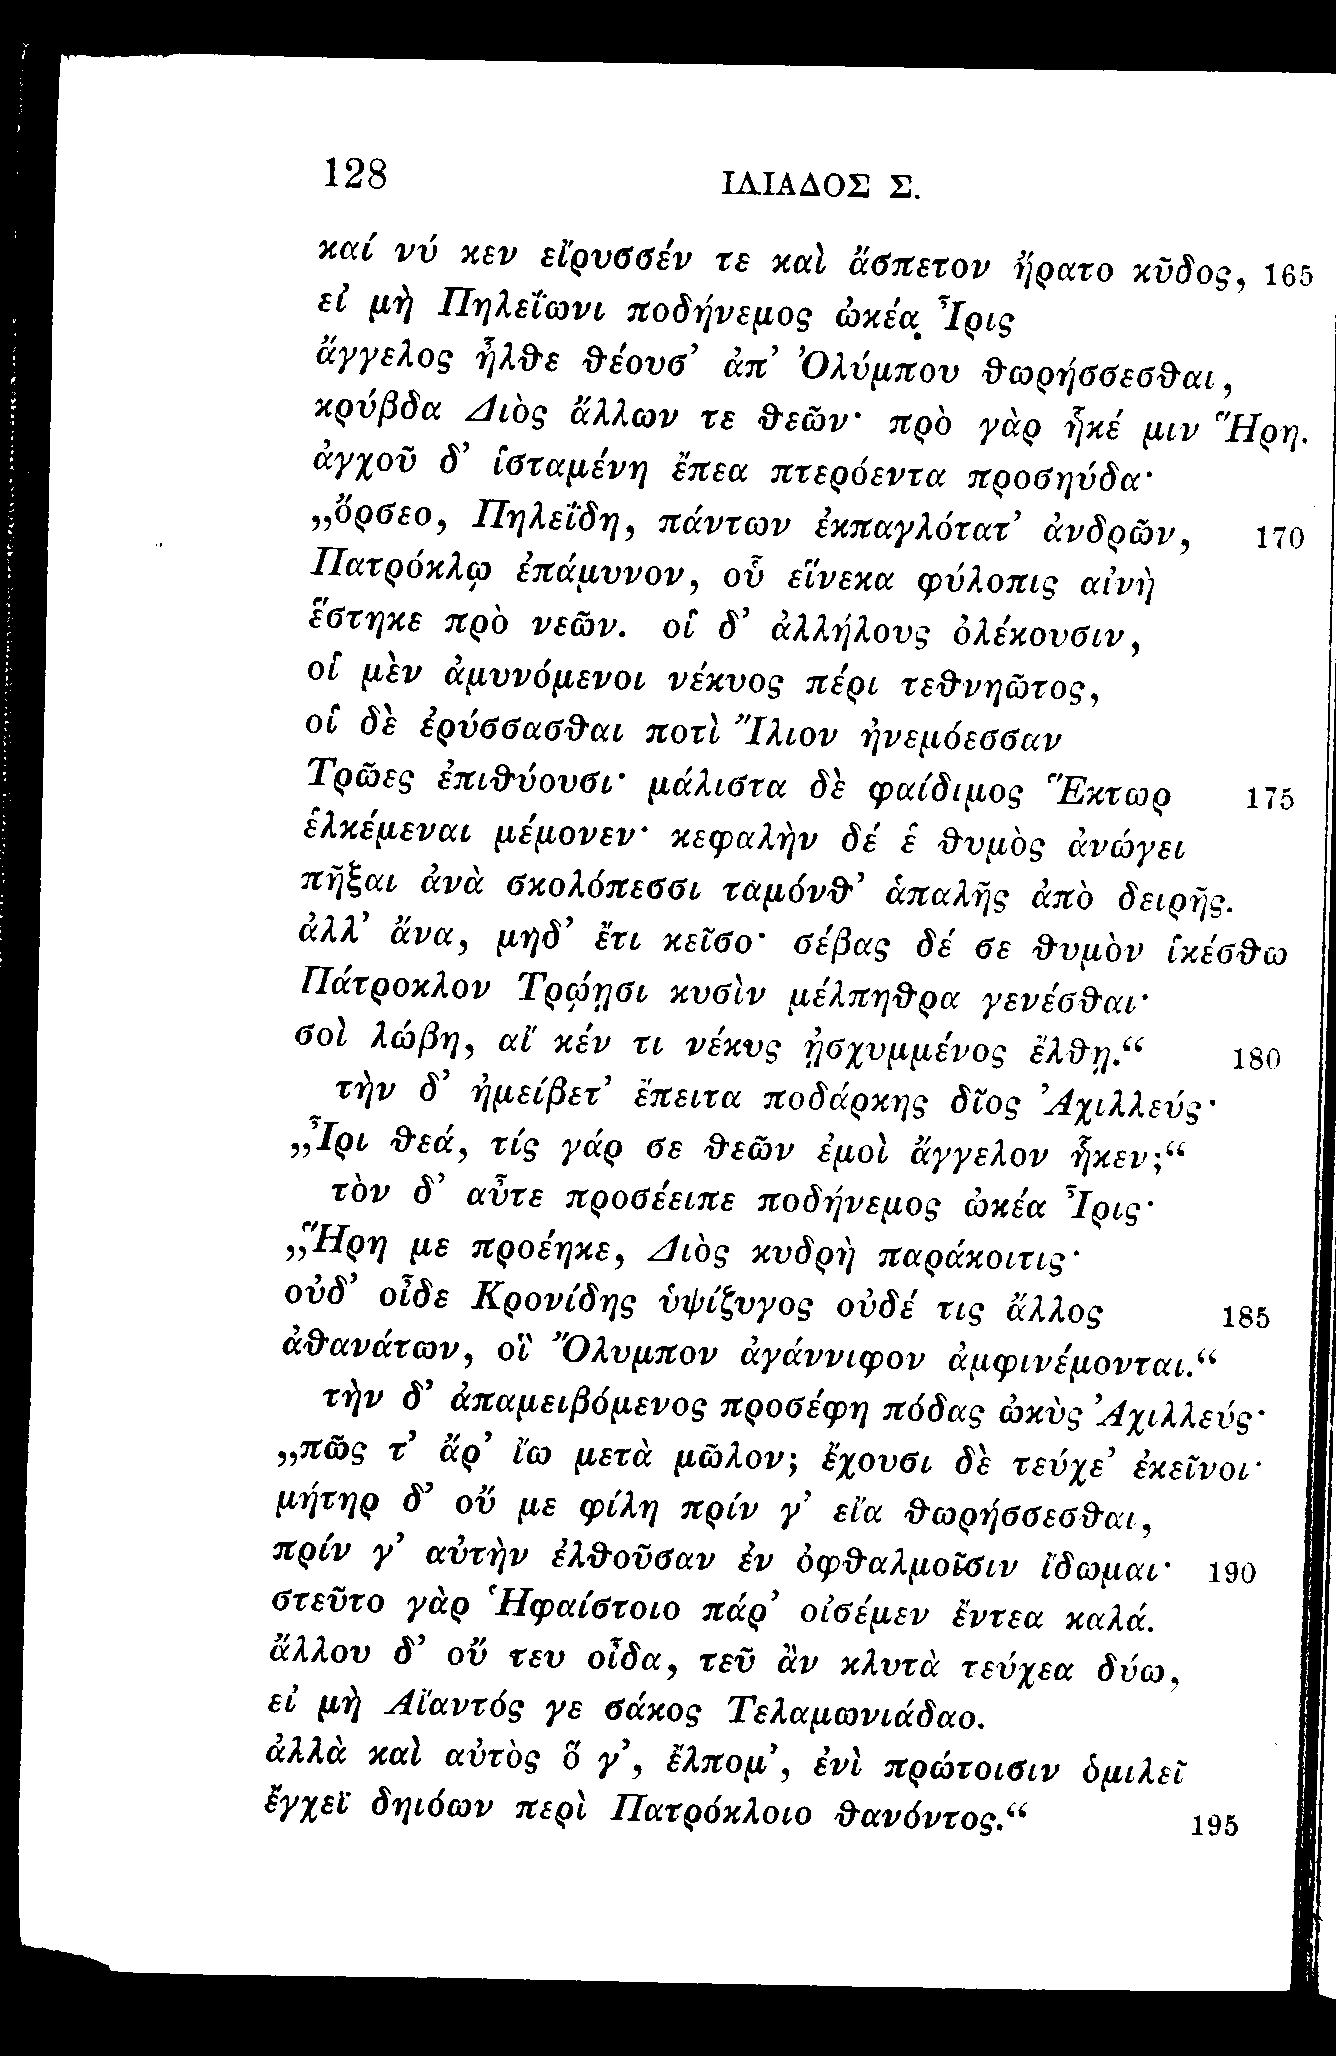 128 ΙΛΙΑΔΟΣ Σ.
καί νύ κεν εἴρυσσέν τε καὶ ἄσπετον ἤρατο κῦδος, 165
εἰ μὴ Πηλεΐωνι ποδήνεμος ὠκέα Ἶρις
ἄγγελος ἦλθε θέουσ’ ἀπ’ Ὀλύμπου θωρήσσεσθαι,
κρύβδα Διὸς ἄλλων τε θεῶν· πρὸ γὰρ ἧκέ μιν Ἥρη.
ἀγχοῦ δ’ ἱσταμένη ἔπεα πτερόεντα προσηύδα·
„ὄρσεο, Πηλεΐδη, πάντων ἐκπαγλότατ’ ἀνδρῶν, 170
Πατρόκλῳ ἐπάμυνον, οὗ εἵνεκα φύλοπις αἰνὴ
ἕστηκε πρὸ νεῶν. οἱ δ’ ἀλλήλους ὀλέκουσιν,
οἱ μὲν ἀμυνόμενοι νέκυος πέρι τεθνηῶτος,
οἱ δὲ ἐρύσσασθαι ποτὶ Ἴλιον ἠνεμόεσσαν
Τρῶες ἐπιθύουσι· μάλιστα δὲ φαίδιμος Ἕκτωρ 175
ἑλκέμεναι μέμονεν· κεφαλὴν δέ ἑ θυμὸς ἀνώγει
πῆξαι ἀνὰ σκολόπεσσι ταμόνθ’ ἁπαλῆς ἀπὸ δειρῆς.
ἀλλ’ ἄνα, μηδ’ ἔτι κεῖσο· σέβας δέ σε θυμὸν ἱκέσθω
Πάτροκλον Τρῴῃσι κυσὶν μέλπηθρα γενέσθαι·
σοὶ λώβη, αἴ κέν τι νέκυς ᾐσχυμμένος ἔλθῃ.“ 180
τὴν δ’ ἠμείβετ’ ἔπειτα ποδάρκης δῖος Ἀχιλλεύς·
„Ἶρι θεά, τίς γάρ σε θεῶν ἐμοὶ ἄγγελον ἧκεν;“
τὸν δ’ αὖτε προσέειπε ποδήνεμος ὠκέα Ἶρις·
„Ἥρη με προέηκε, Διὸς κυδρὴ παράκοιτις·
οὐδ’ οἶδε Κρονίδης ὑψίζυγος οὐδέ τις ἄλλος 185
ἀθανάτων, οἳ Ὄλυμπον ἀγάννιφον ἀμφινέμονται.“
τὴν δ’ ἀπαμειβόμενος προσέφη πόδας ὠκὺς Ἀχιλλεύς·
„πῶς τ’ ἄρ’ ἴω μετὰ μῶλον; ἔχουσι δὲ τεύχε’ ἐκεῖνοι·
μήτηρ δ’ οὔ με φίλη πρίν γ’ εἴα θωρήσσεσθαι,
πρίν γ’ αὐτὴν ἐλθοῦσαν ἐν ὀφθαλμοῖσιν ἴδωμαι· 190
στεῦτο γὰρ Ἡφαίστοιο πάρ’ οἰσέμεν ἔντεα καλά.
ἄλλου δ’ οὔ τευ οἶδα, τεῦ ἂν κλυτὰ τεύχεα δύω,
εἰ μὴ Αἴαντός γε σάκος Τελαμωνιάδαο.
ἀλλὰ καὶ αὐτὸς ὅ γ’, ἔλπομ’, ἐνὶ πρώτοισιν ὁμιλεῖ
ἔγχεϊ δηιόων περὶ Πατρόκλοιο θανόντος.“ 195